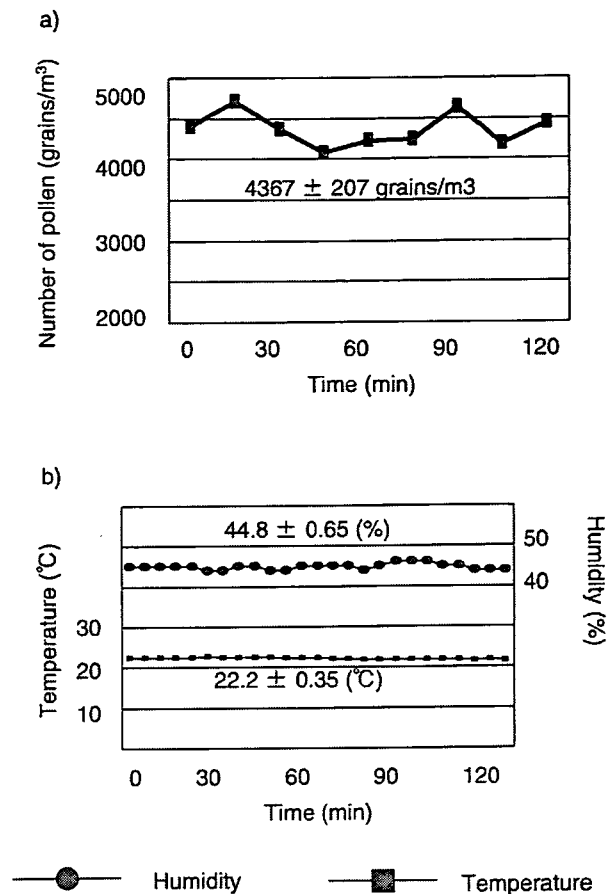 a)
Number of pollen (grains/m³)
5000
4000
3000
2000
4367 ± 207 grains/m3
0 30 60 90 120
Time (min)
b)
Temperature (℃)
30
20
10
44.8 ± 0.65 (%)
22.2 ± 0.35 (℃)
50
40
Humidity (%)
0 30 60 90 120
Time (min)
Humidity Temperature